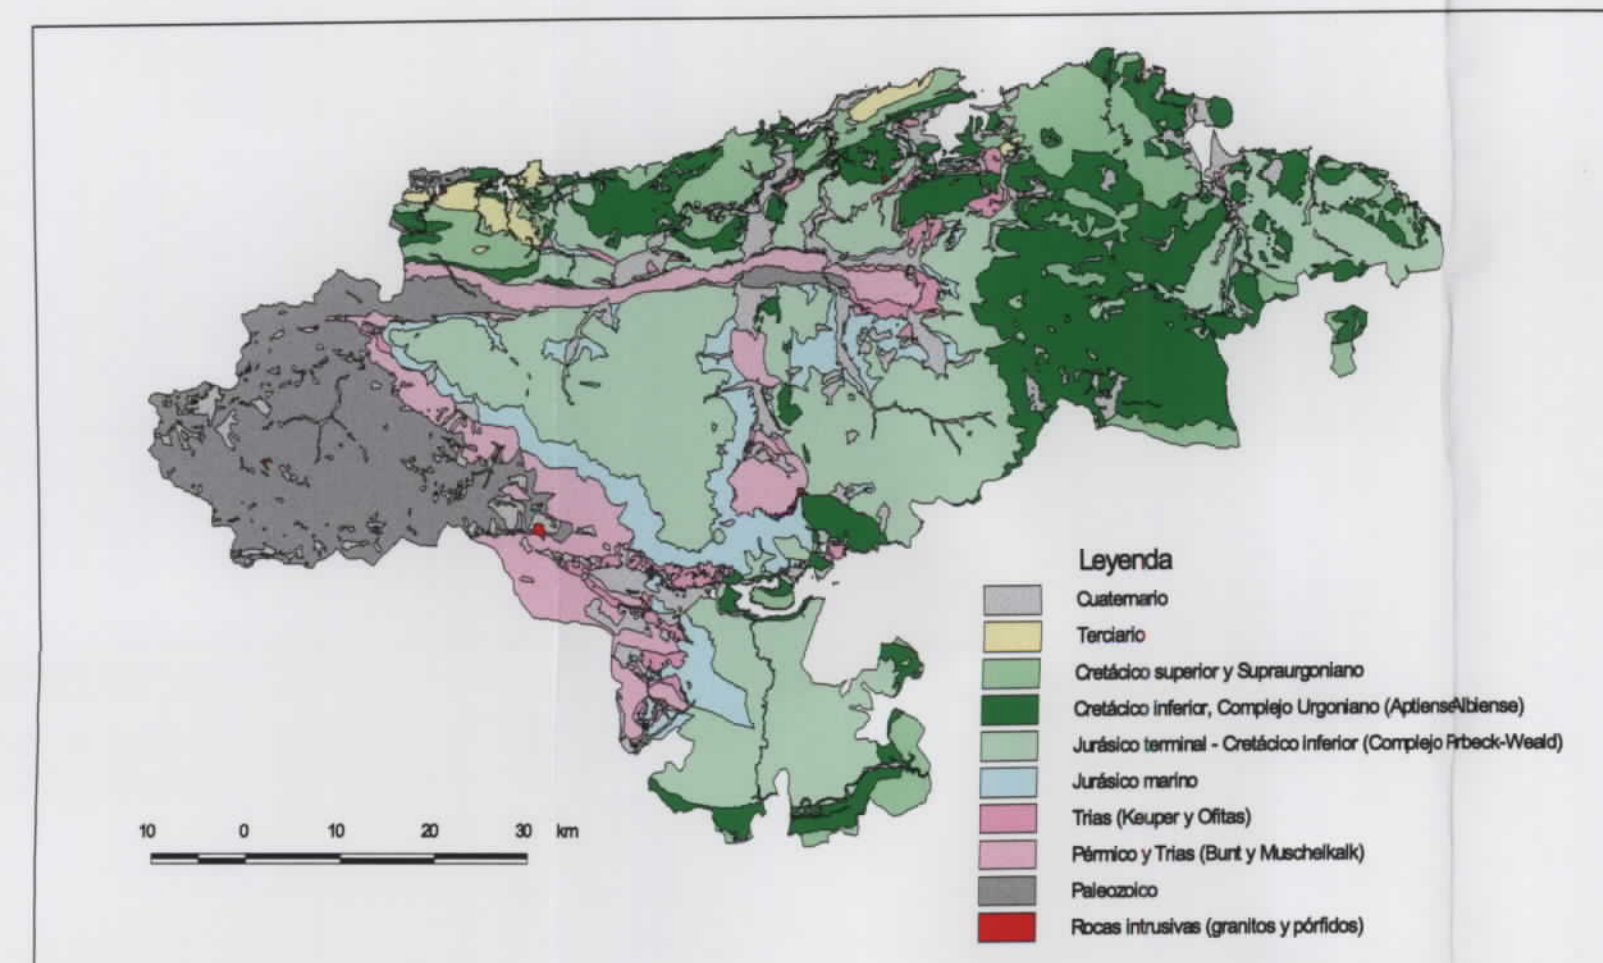 Leyenda
Cuaternario
Terciario
Cretácico superior y Supraurgoniano
Cretácico inferior, Complejo Urgoniano (AptienseAlbiense)
Jurásico terminal - Cretácico inferior (Complejo Prbeck-Weald)
Jurásico marino
Trias (Keuper y Ofitas)
Pérmico y Trias (Bunt y Muschelkalk)
Paleozoico
Rocas intrusivas (granitos y pórfidos)
10 0 10 20 30 km